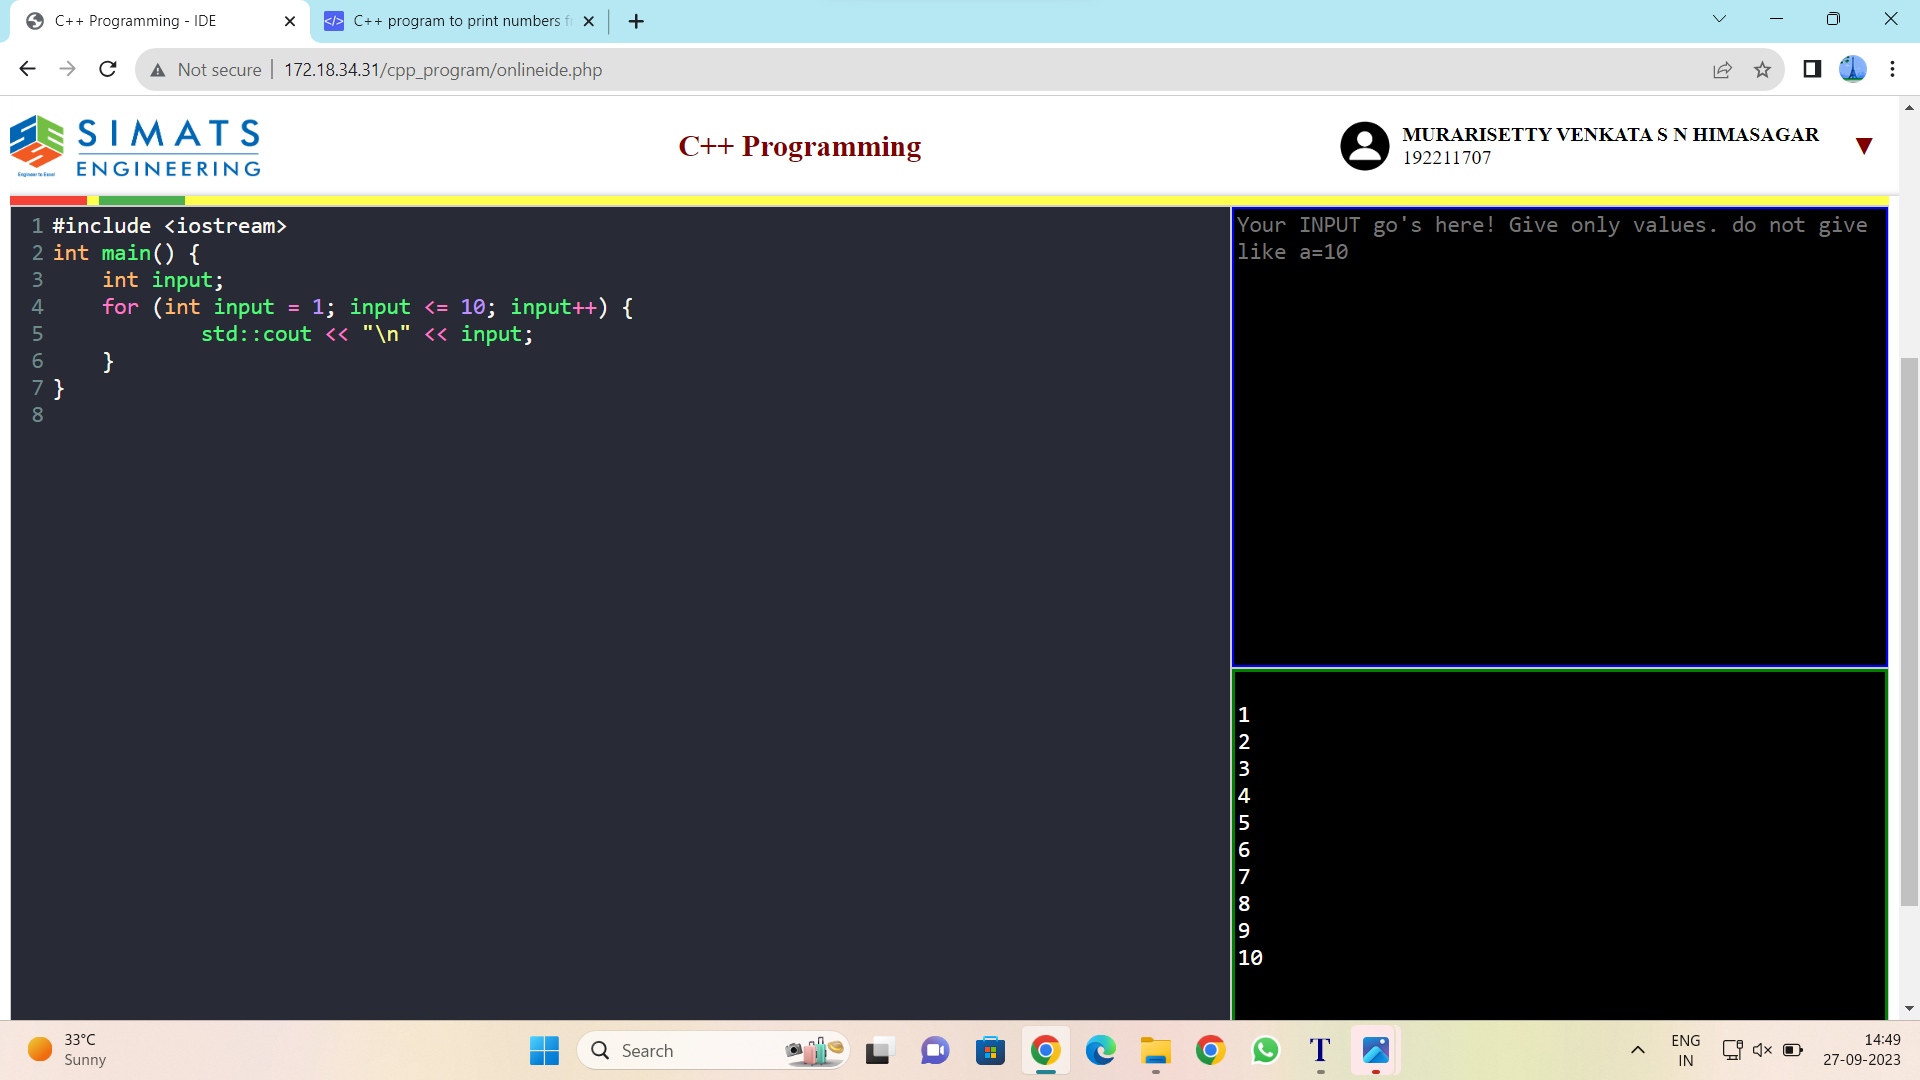 C++ Programming - IDE
C++ program to print numbers f
Not secure
172.18.34.31/cpp_program/onlineide.php
SIMATS
ENGINEERING
Engineer to Excel
C++ Programming
MURARISETTY VENKATA S N HIMASAGAR
192211707
1 #include <iostream>
2 int main() {
3     int input;
4     for (int input = 1; input <= 10; input++) {
5             std::cout << "\n" << input;
6     }
7 }
8
Your INPUT go's here! Give only values. do not give
like a=10
1
2
3
4
5
6
7
8
9
10
33°C
Sunny
Search
T
ENG
IN
14:49
27-09-2023